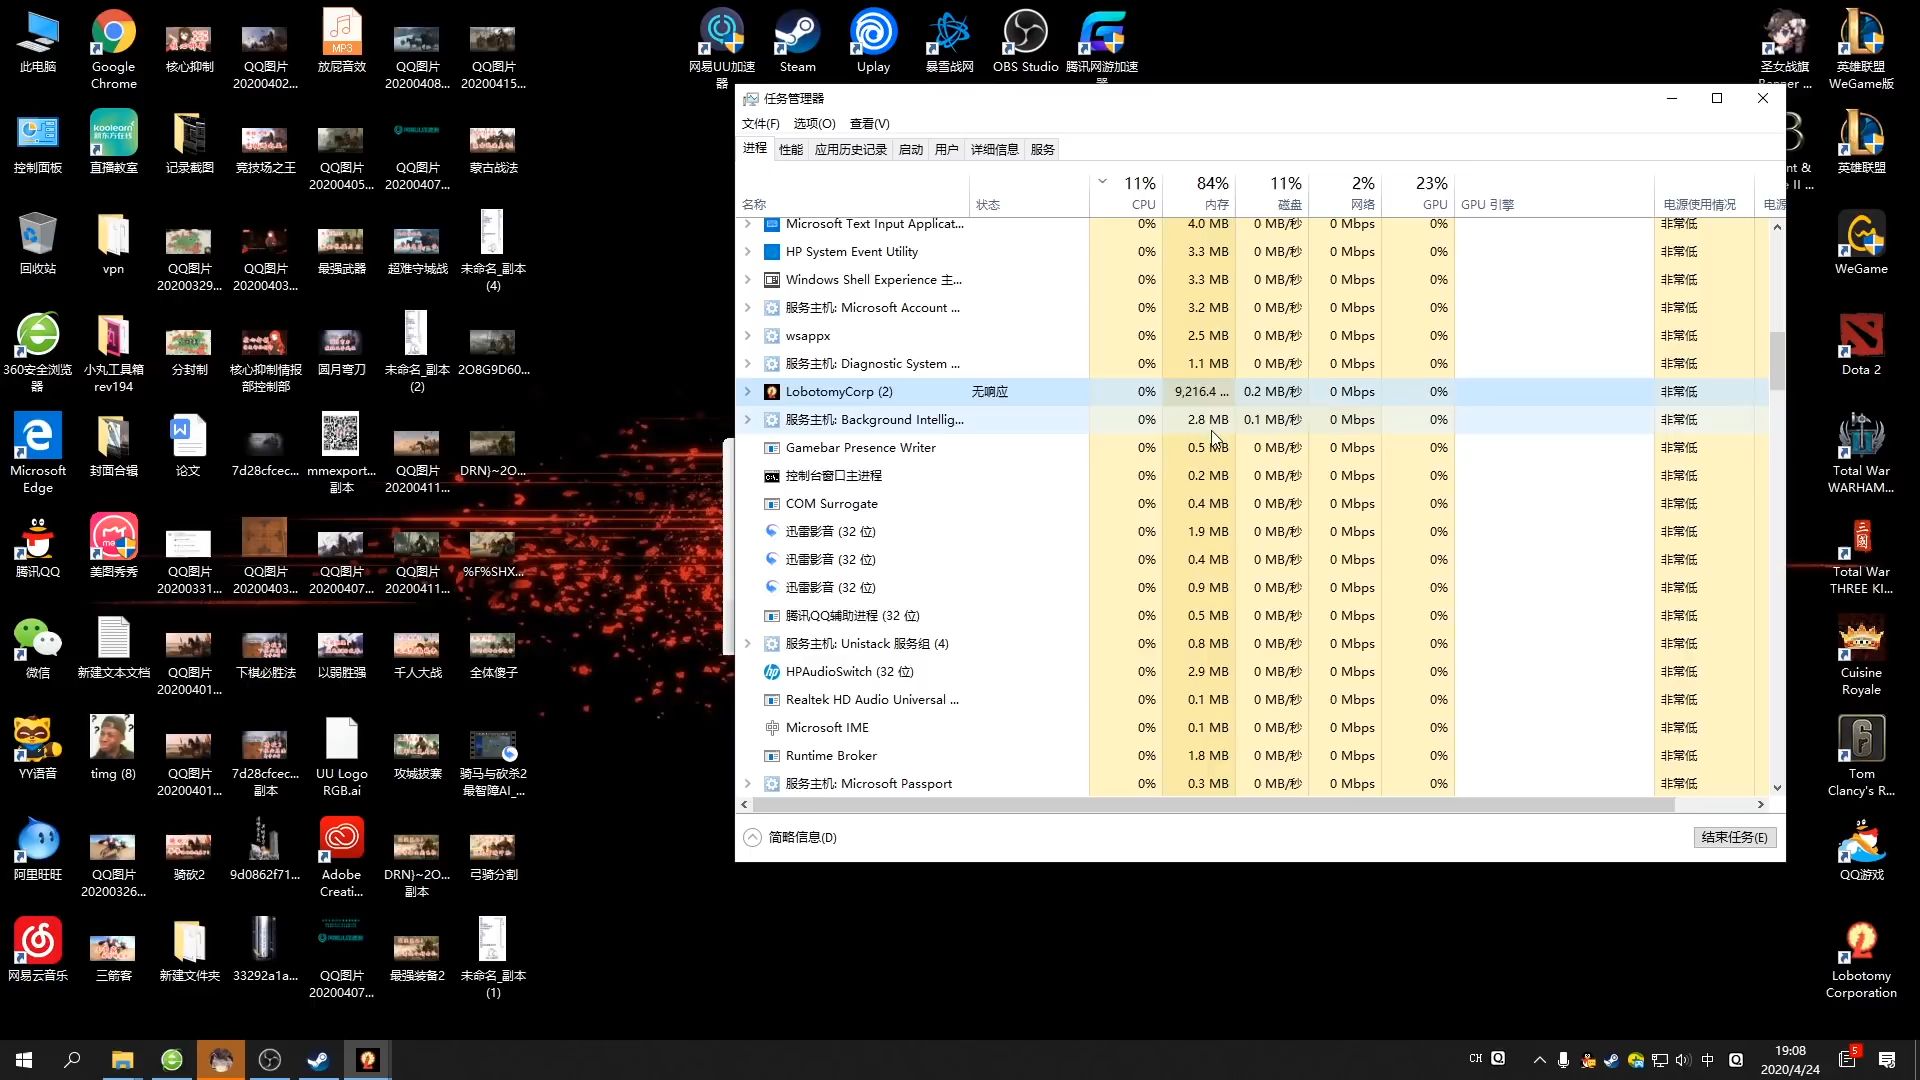 此电脑
Google
Chrome
核心抑制
QQ图片
20200402...
放屁音效
QQ图片
20200408...
QQ图片
20200415...
网易UU加速
器
Steam
Uplay
暴雪战网
OBS Studio
腾讯网游加速
器
圣女战旗
Banner ...
英雄联盟
WeGame版
控制面板
直播教室
记录截图
竞技场之王
QQ图片
20200405...
QQ图片
20200407...
蒙古战法
英雄联盟
回收站
vpn
QQ图片
20200329...
QQ图片
20200403...
最强武器
超难守城战
未命名_副本
(4)
WeGame
360安全浏览
器
小丸工具箱
rev194
分封制
核心抑制情报
部控制部
圆月弯刀
未命名_副本
(2)
2O8G9D60...
Dota 2
Microsoft
Edge
封面合辑
论文
7d28cfcec...
mmexport...
副本
QQ图片
20200411...
DRN}~2O...
Total War
WARHAM...
腾讯QQ
美图秀秀
QQ图片
20200331...
QQ图片
20200403...
QQ图片
20200407...
QQ图片
20200411...
%F%SHX...
Total War
THREE KI...
微信
新建文本文档
QQ图片
20200401...
下棋必胜法
以弱胜强
千人大战
全体傻子
Cuisine
Royale
YY语音
timg (8)
QQ图片
20200401...
7d28cfcec...
副本
UU Logo
RGB.ai
攻城拔寨
骑马与砍杀2
最智障AI_...
Tom
Clancy's R...
阿里旺旺
QQ图片
20200326...
骑砍2
9d0862f71...
Adobe
Creati...
DRN}~2O...
副本
弓骑分割
QQ游戏
网易云音乐
三箭客
新建文件夹
33292a1a...
QQ图片
20200407...
最强装备2
未命名_副本
(1)
Lobotomy
Corporation
任务管理器
文件(F) 选项(O) 查看(V)
进程 性能 应用历史记录 启动 用户 详细信息 服务
11% 84% 11% 2% 23%
名称 状态 CPU 内存 磁盘 网络 GPU GPU 引擎 电源使用情况 电源
Microsoft Text Input Applicat... 0% 4.0 MB 0 MB/秒 0 Mbps 0% 非常低
HP System Event Utility 0% 3.3 MB 0 MB/秒 0 Mbps 0% 非常低
Windows Shell Experience 主... 0% 3.3 MB 0 MB/秒 0 Mbps 0% 非常低
服务主机: Microsoft Account ... 0% 3.2 MB 0 MB/秒 0 Mbps 0% 非常低
wsappx 0% 2.5 MB 0 MB/秒 0 Mbps 0% 非常低
服务主机: Diagnostic System ... 0% 1.1 MB 0 MB/秒 0 Mbps 0% 非常低
LobotomyCorp (2) 无响应 0% 9,216.4 ... 0.2 MB/秒 0 Mbps 0% 非常低
服务主机: Background Intellig... 0% 2.8 MB 0.1 MB/秒 0 Mbps 0% 非常低
Gamebar Presence Writer 0% 0.5 MB 0 MB/秒 0 Mbps 0% 非常低
控制台窗口主进程 0% 0.2 MB 0 MB/秒 0 Mbps 0% 非常低
COM Surrogate 0% 0.4 MB 0 MB/秒 0 Mbps 0% 非常低
迅雷影音 (32 位) 0% 1.9 MB 0 MB/秒 0 Mbps 0% 非常低
迅雷影音 (32 位) 0% 0.4 MB 0 MB/秒 0 Mbps 0% 非常低
迅雷影音 (32 位) 0% 0.9 MB 0 MB/秒 0 Mbps 0% 非常低
腾讯QQ辅助进程 (32 位) 0% 0.5 MB 0 MB/秒 0 Mbps 0% 非常低
服务主机: Unistack 服务组 (4) 0% 0.8 MB 0 MB/秒 0 Mbps 0% 非常低
HPAudioSwitch (32 位) 0% 2.9 MB 0 MB/秒 0 Mbps 0% 非常低
Realtek HD Audio Universal ... 0% 0.1 MB 0 MB/秒 0 Mbps 0% 非常低
Microsoft IME 0% 0.1 MB 0 MB/秒 0 Mbps 0% 非常低
Runtime Broker 0% 1.8 MB 0 MB/秒 0 Mbps 0% 非常低
服务主机: Microsoft Passport 0% 0.3 MB 0 MB/秒 0 Mbps 0% 非常低
简略信息(D)
结束任务(E)
CH
中
19:08
2020/4/24
5